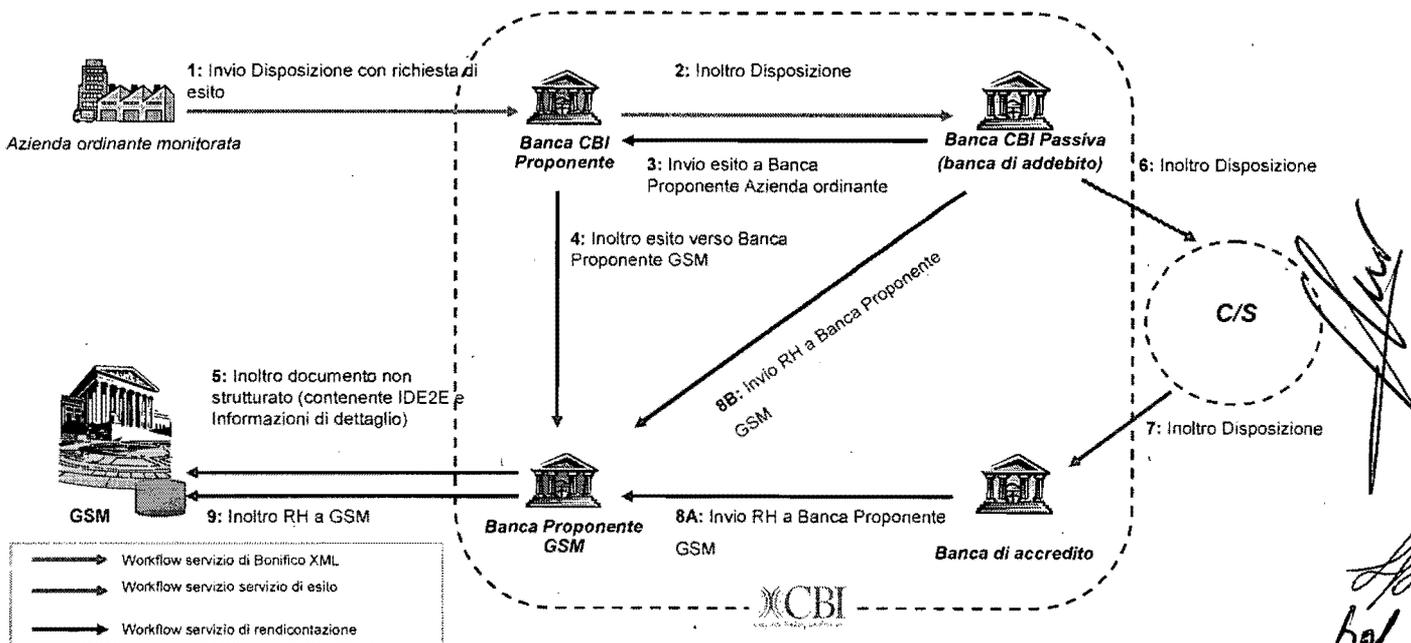 1: Invio Disposizione con richiesta di
esito
2: Inoltro Disposizione
Azienda ordinante monitorata
Banca CBI
Proponente
Banca CBI Passiva
(banca di addebito)
3: Invio esito a Banca
Proponente Azienda ordinante
6: Inoltro Disposizione
4: Inoltro esito verso Banca
Proponente GSM
8B: Invio RH a Banca Proponente
GSM
C/S
5: Inoltro documento non
strutturato (contenente IDE2E e
Informazioni di dettaglio)
7: Inoltro Disposizione
GSM
9: Inoltro RH a GSM
Banca Proponente
GSM
8A: Invio RH a Banca Proponente
GSM
Banca di accredito
Workflow servizio di Bonifico XML
Workflow servizio servizio di esito
Workflow servizio di rendicontazione
CBI